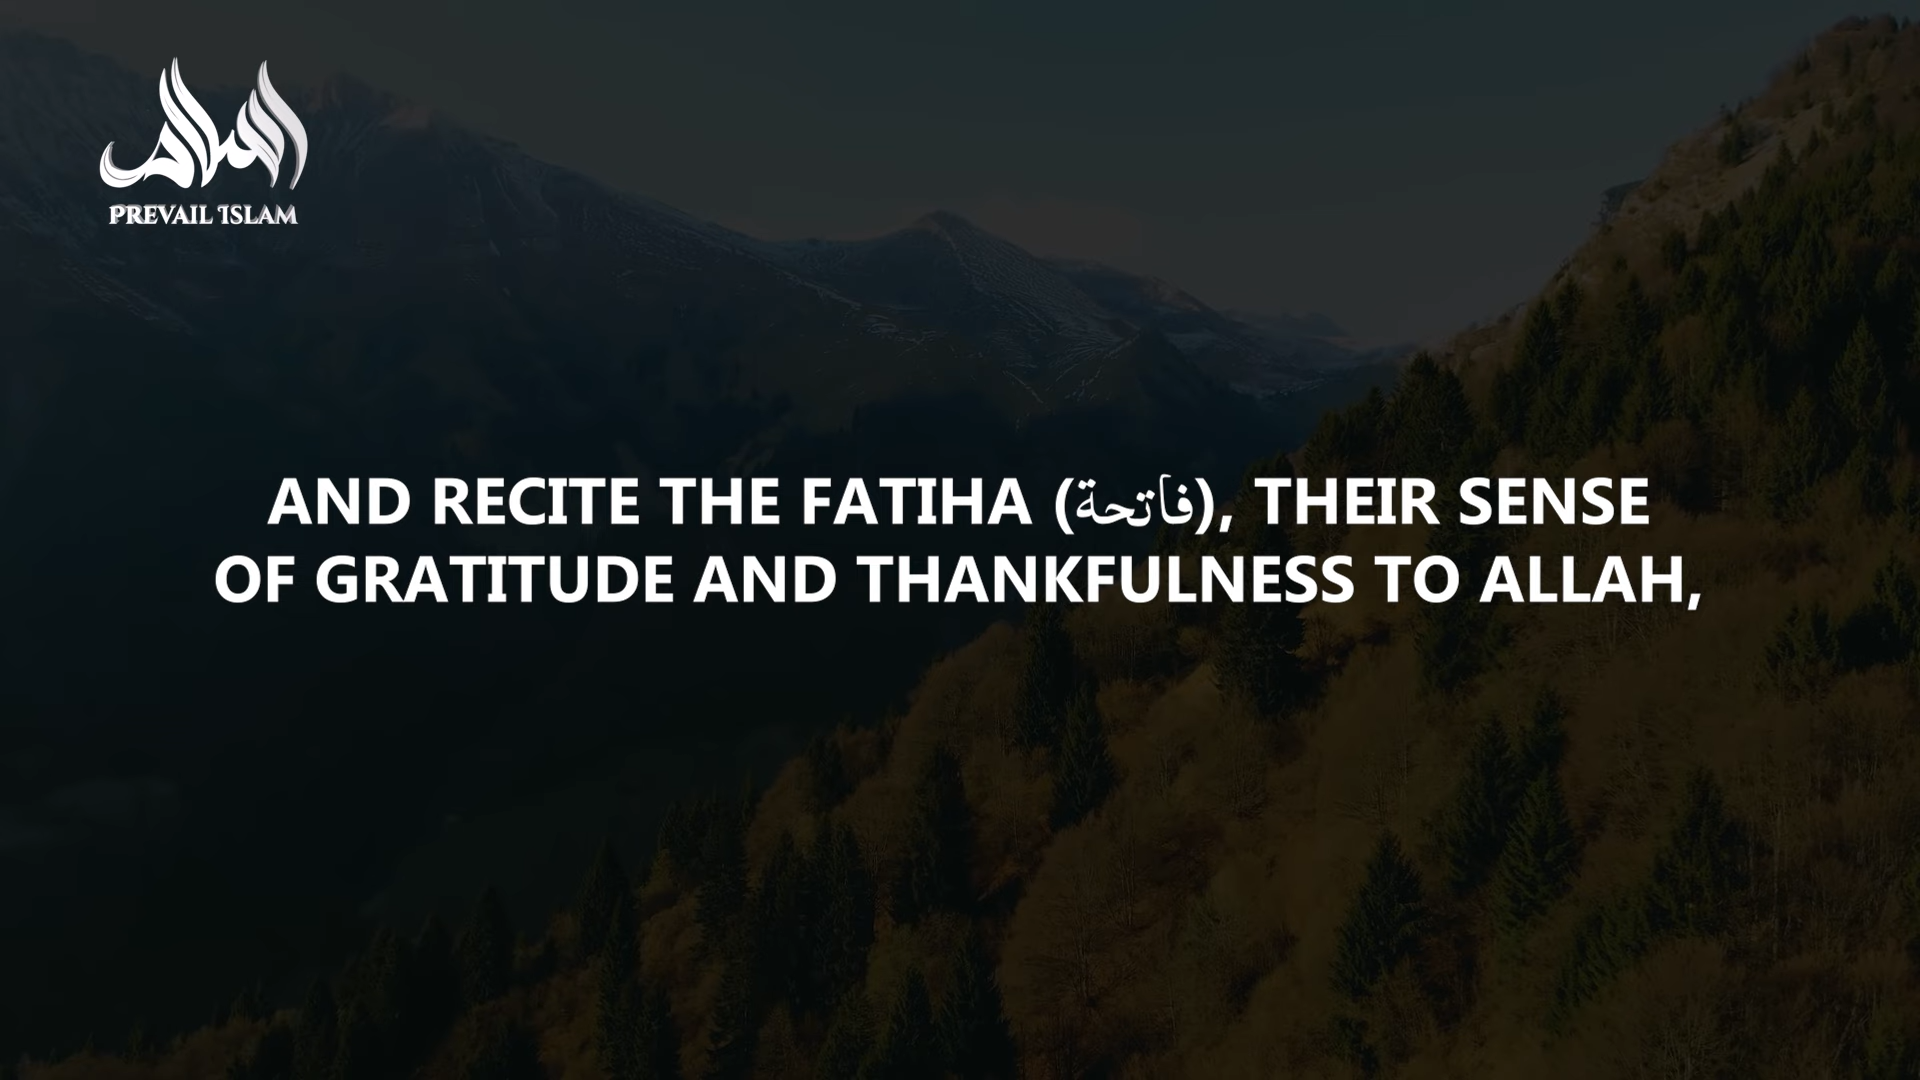 PREVAIL ISLAM
AND RECITE THE FATIHA (فاتحة), THEIR SENSE
OF GRATITUDE AND THANKFULNESS TO ALLAH,